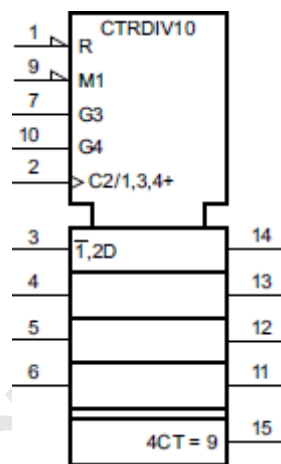 CTRDIV10
1 R
9 M1
7 G3
10 G4
2 C2/1,3,4+
3 1̅,2D 14
4 13
5 12
6 11
4CT = 9 15